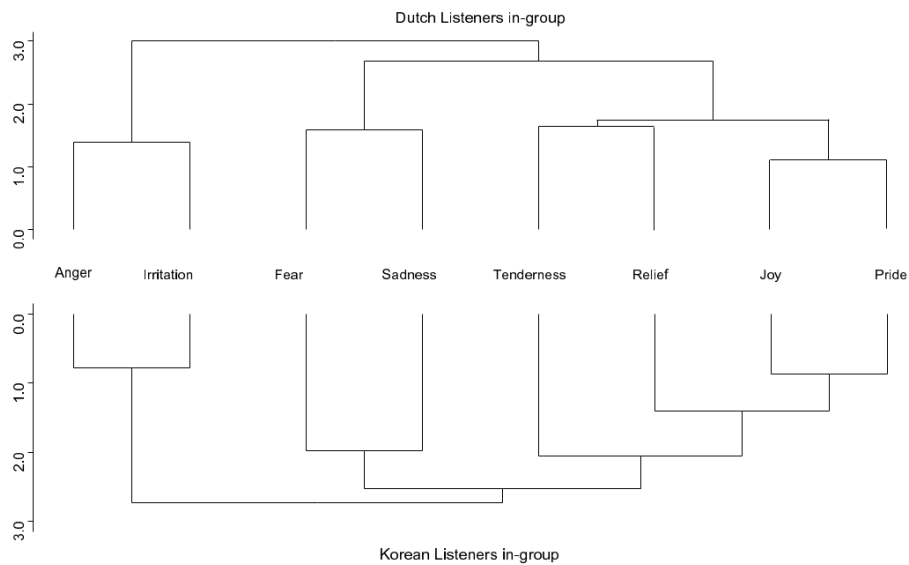 Dutch Listeners in-group
3.0
2.0
1.0
0.0
Anger Irritation Fear Sadness Tenderness Relief Joy Pride
0.0
1.0
2.0
3.0
Korean Listeners in-group